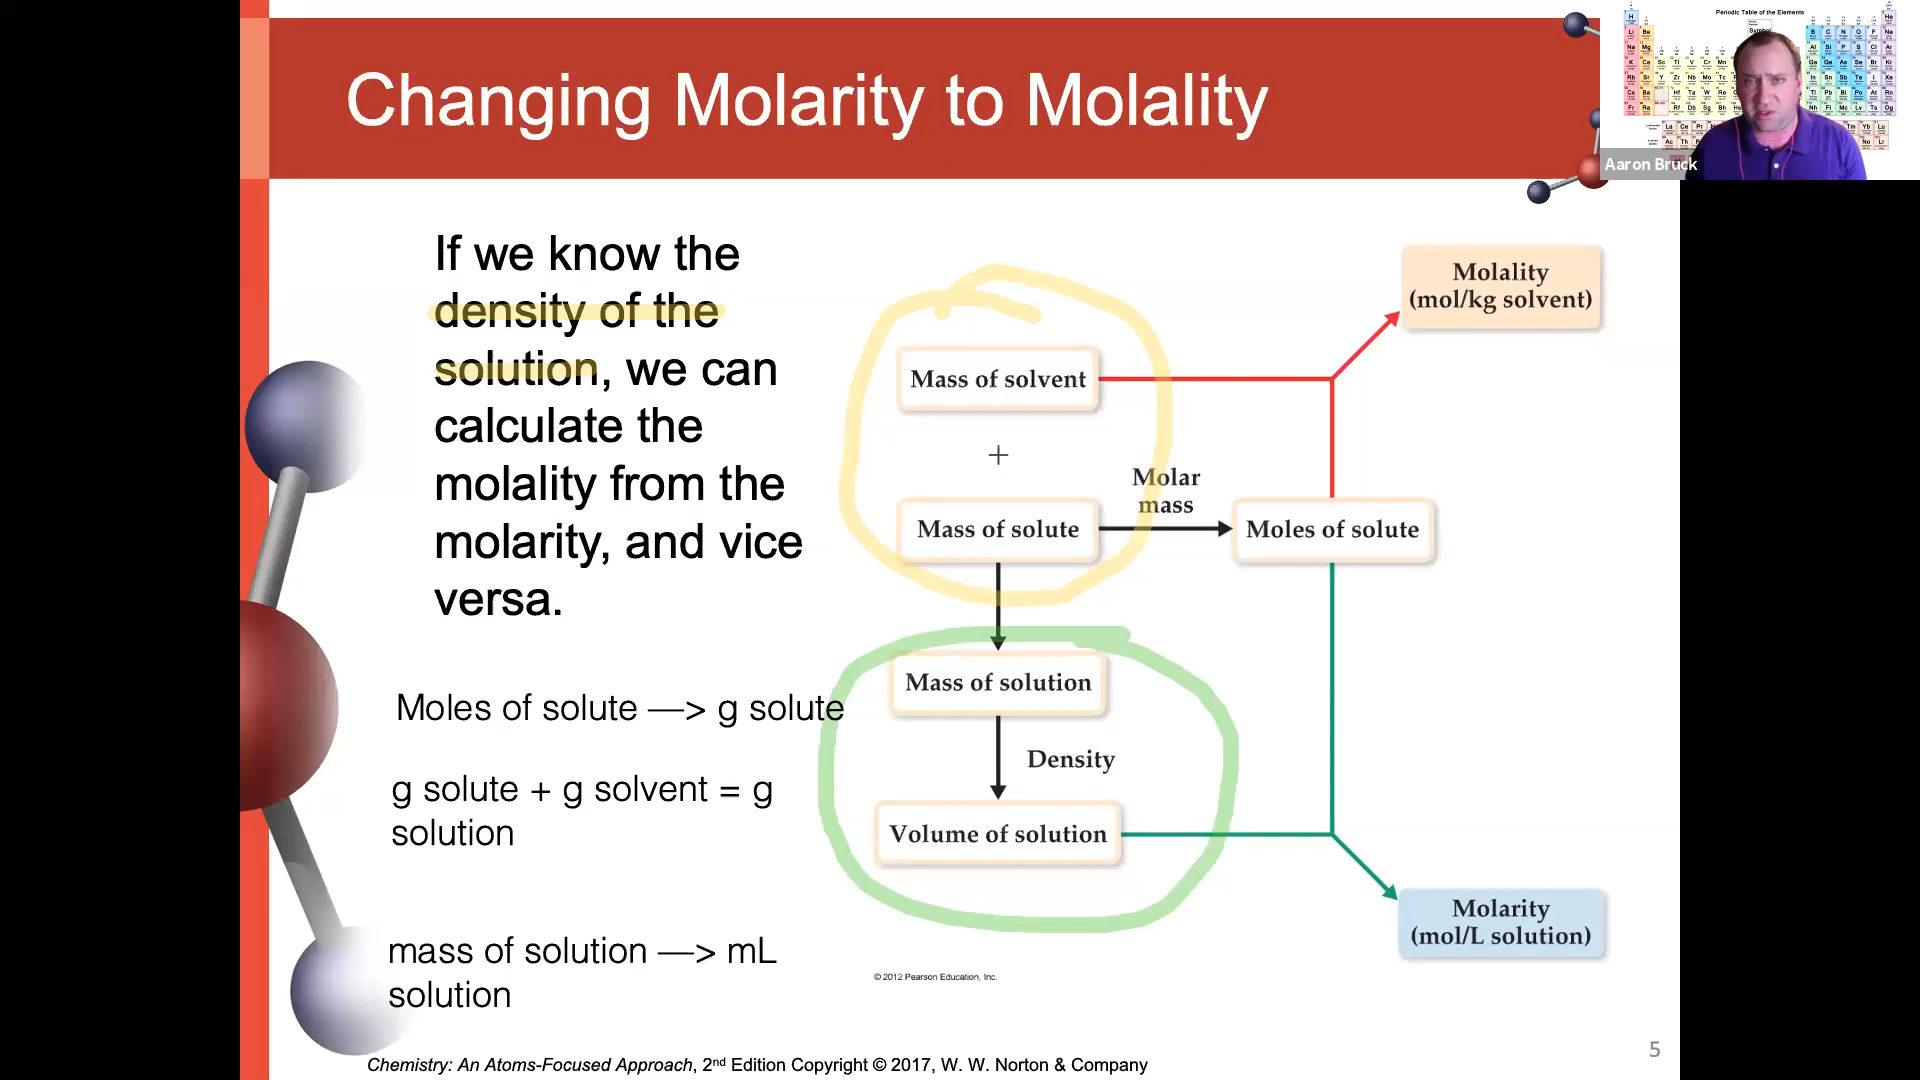 Changing Molarity to Molality
Periodic Table of the Elements
Aaron Bruck
If we know the
density of the
solution, we can
calculate the
molality from the
molarity, and vice
versa.
Moles of solute —> g solute
g solute + g solvent = g
solution
mass of solution —> mL
solution
Molality
(mol/kg solvent)
Mass of solvent
+
Molar
mass
Mass of solute
Moles of solute
Mass of solution
Density
Volume of solution
Molarity
(mol/L solution)
© 2012 Pearson Education, Inc.
Chemistry: An Atoms-Focused Approach, 2nd Edition Copyright © 2017, W. W. Norton & Company
5